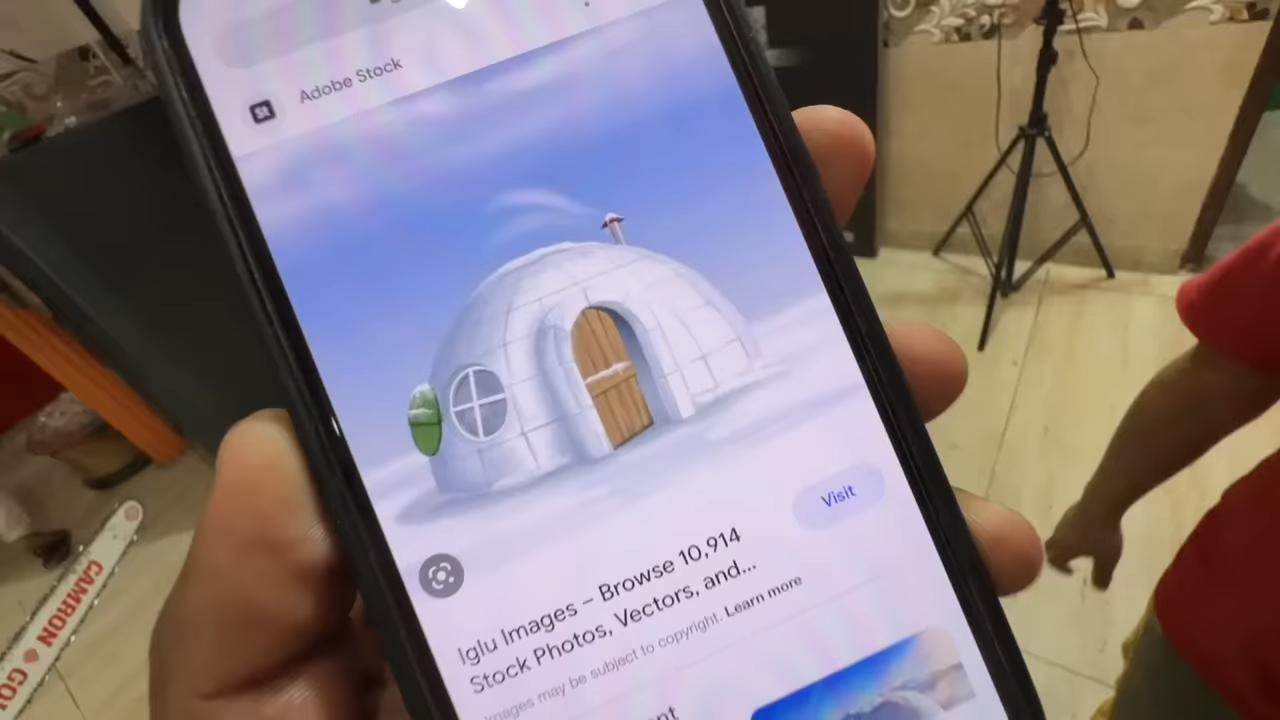 St
Adobe Stock
Visit
Iglu Images – Browse 10,914
Stock Photos, Vectors, and...
Images may be subject to copyright. Learn more
CAMRON